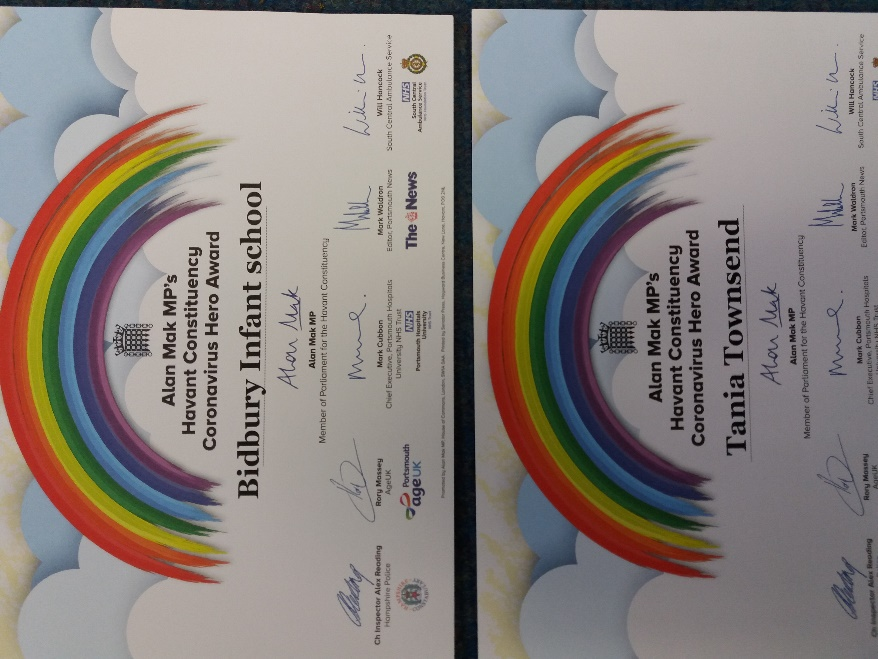 Alan Mak MP's
Havant Constituency
Coronavirus Hero Award
Bidbury Infant school
Alan Mak
Alan Mak MP
Member of Parliament for the Havant Constituency
Ch Inspector Alex Reading
Hampshire Police
Rory Massey
AgeUK
Mark Cubbon
Chief Executive, Portsmouth Hospitals
University NHS Trust
Mark Waldron
Editor, Portsmouth News
Will Hancock
South Central Ambulance Service
Portsmouth
ageUK
NHS
Portsmouth Hospitals
University
NHS Trust
The News
NHS
South Central
Ambulance Service
Alan Mak MP's
Havant Constituency
Coronavirus Hero Award
Tania Townsend
Alan Mak
Alan Mak MP
Member of Parliament for the Havant Constituency
Ch Inspector Alex Reading
Hampshire Police
Rory Massey
AgeUK
Mark Cubbon
Chief Executive, Portsmouth Hospitals
Mark Waldron
Editor, Portsmouth News
Will Hancock
South Central Ambulance Service
NHS